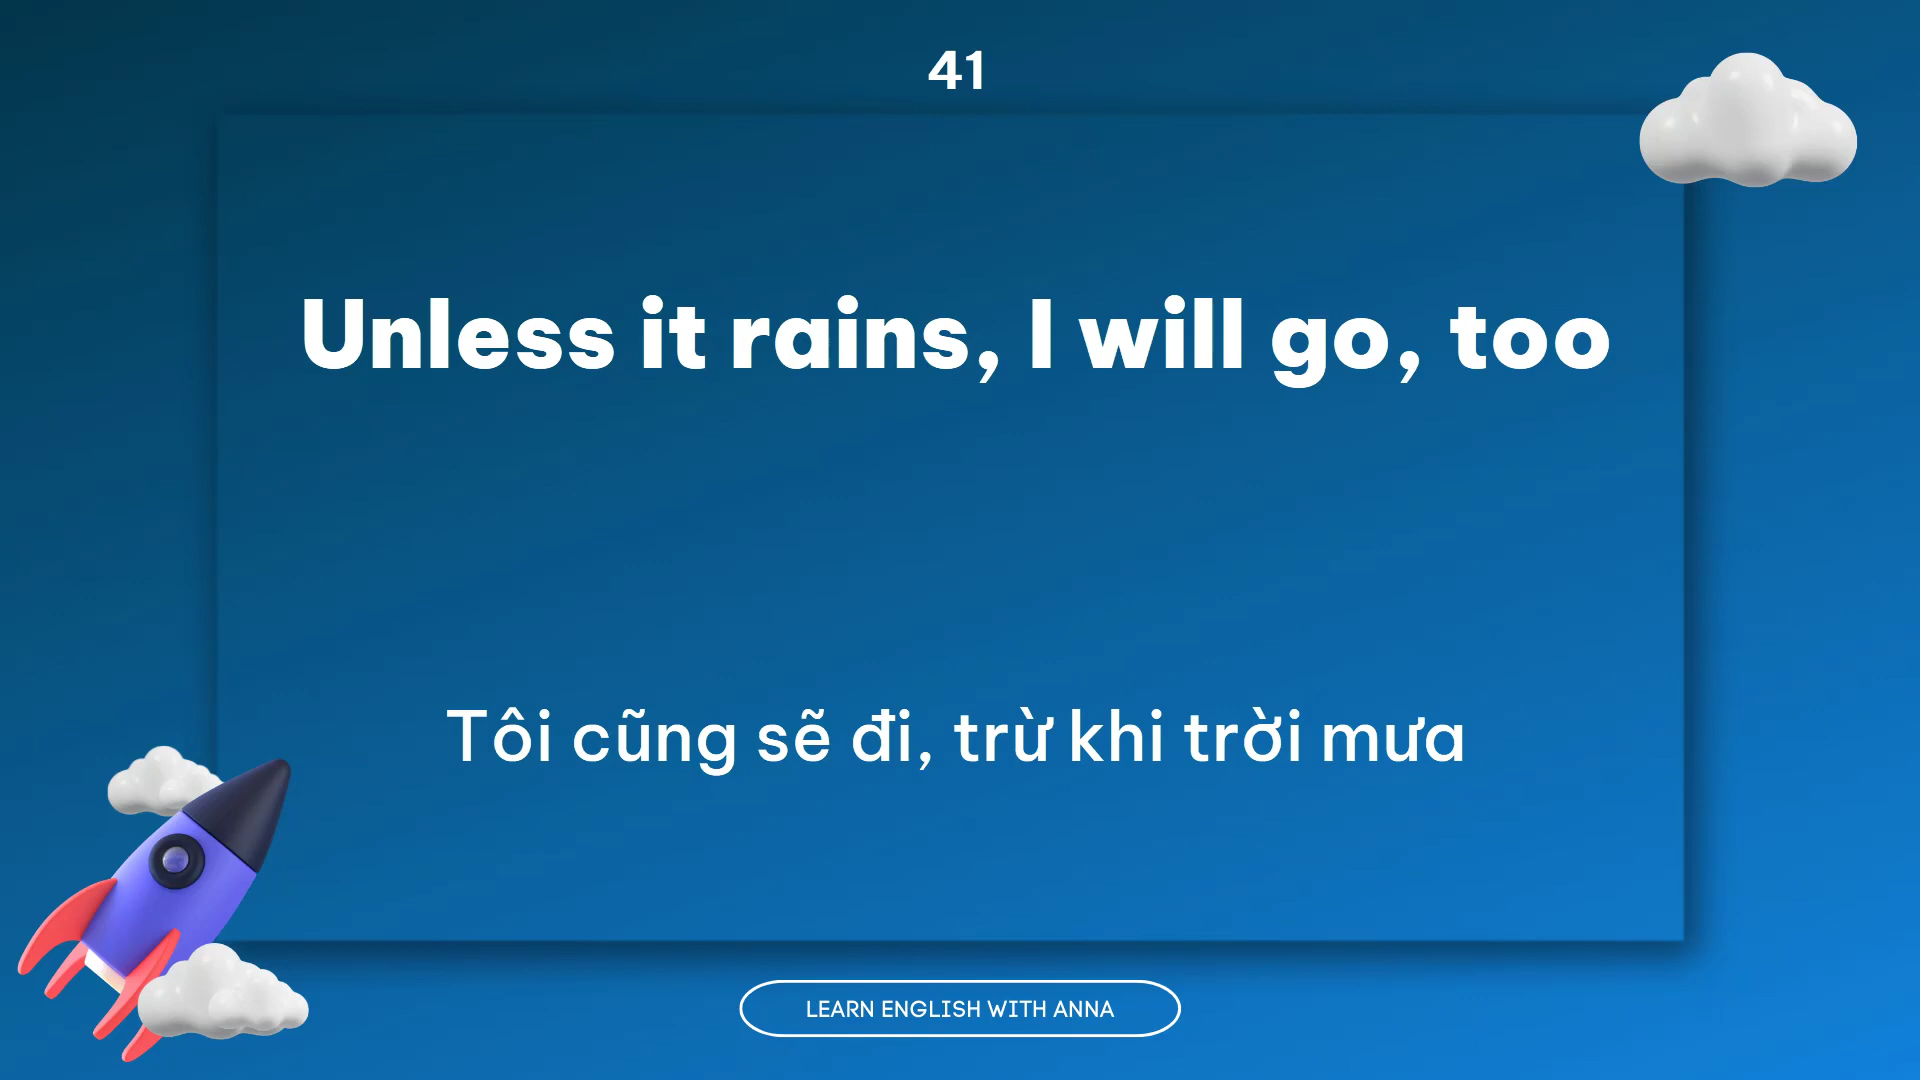 41
Unless it rains, I will go, too
Tôi cũng sẽ đi, trừ khi trời mưa
LEARN ENGLISH WITH ANNA